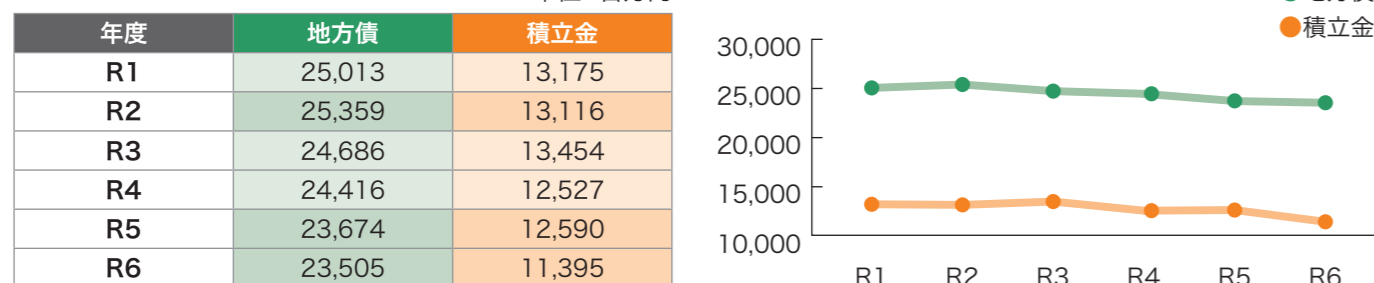 年度 地方債 積立金
R1 25,013 13,175
R2 25,359 13,116
R3 24,686 13,454
R4 24,416 12,527
R5 23,674 12,590
R6 23,505 11,395
積立金
30,000
25,000
20,000
15,000
10,000
R1 R2 R3 R4 R5 R6